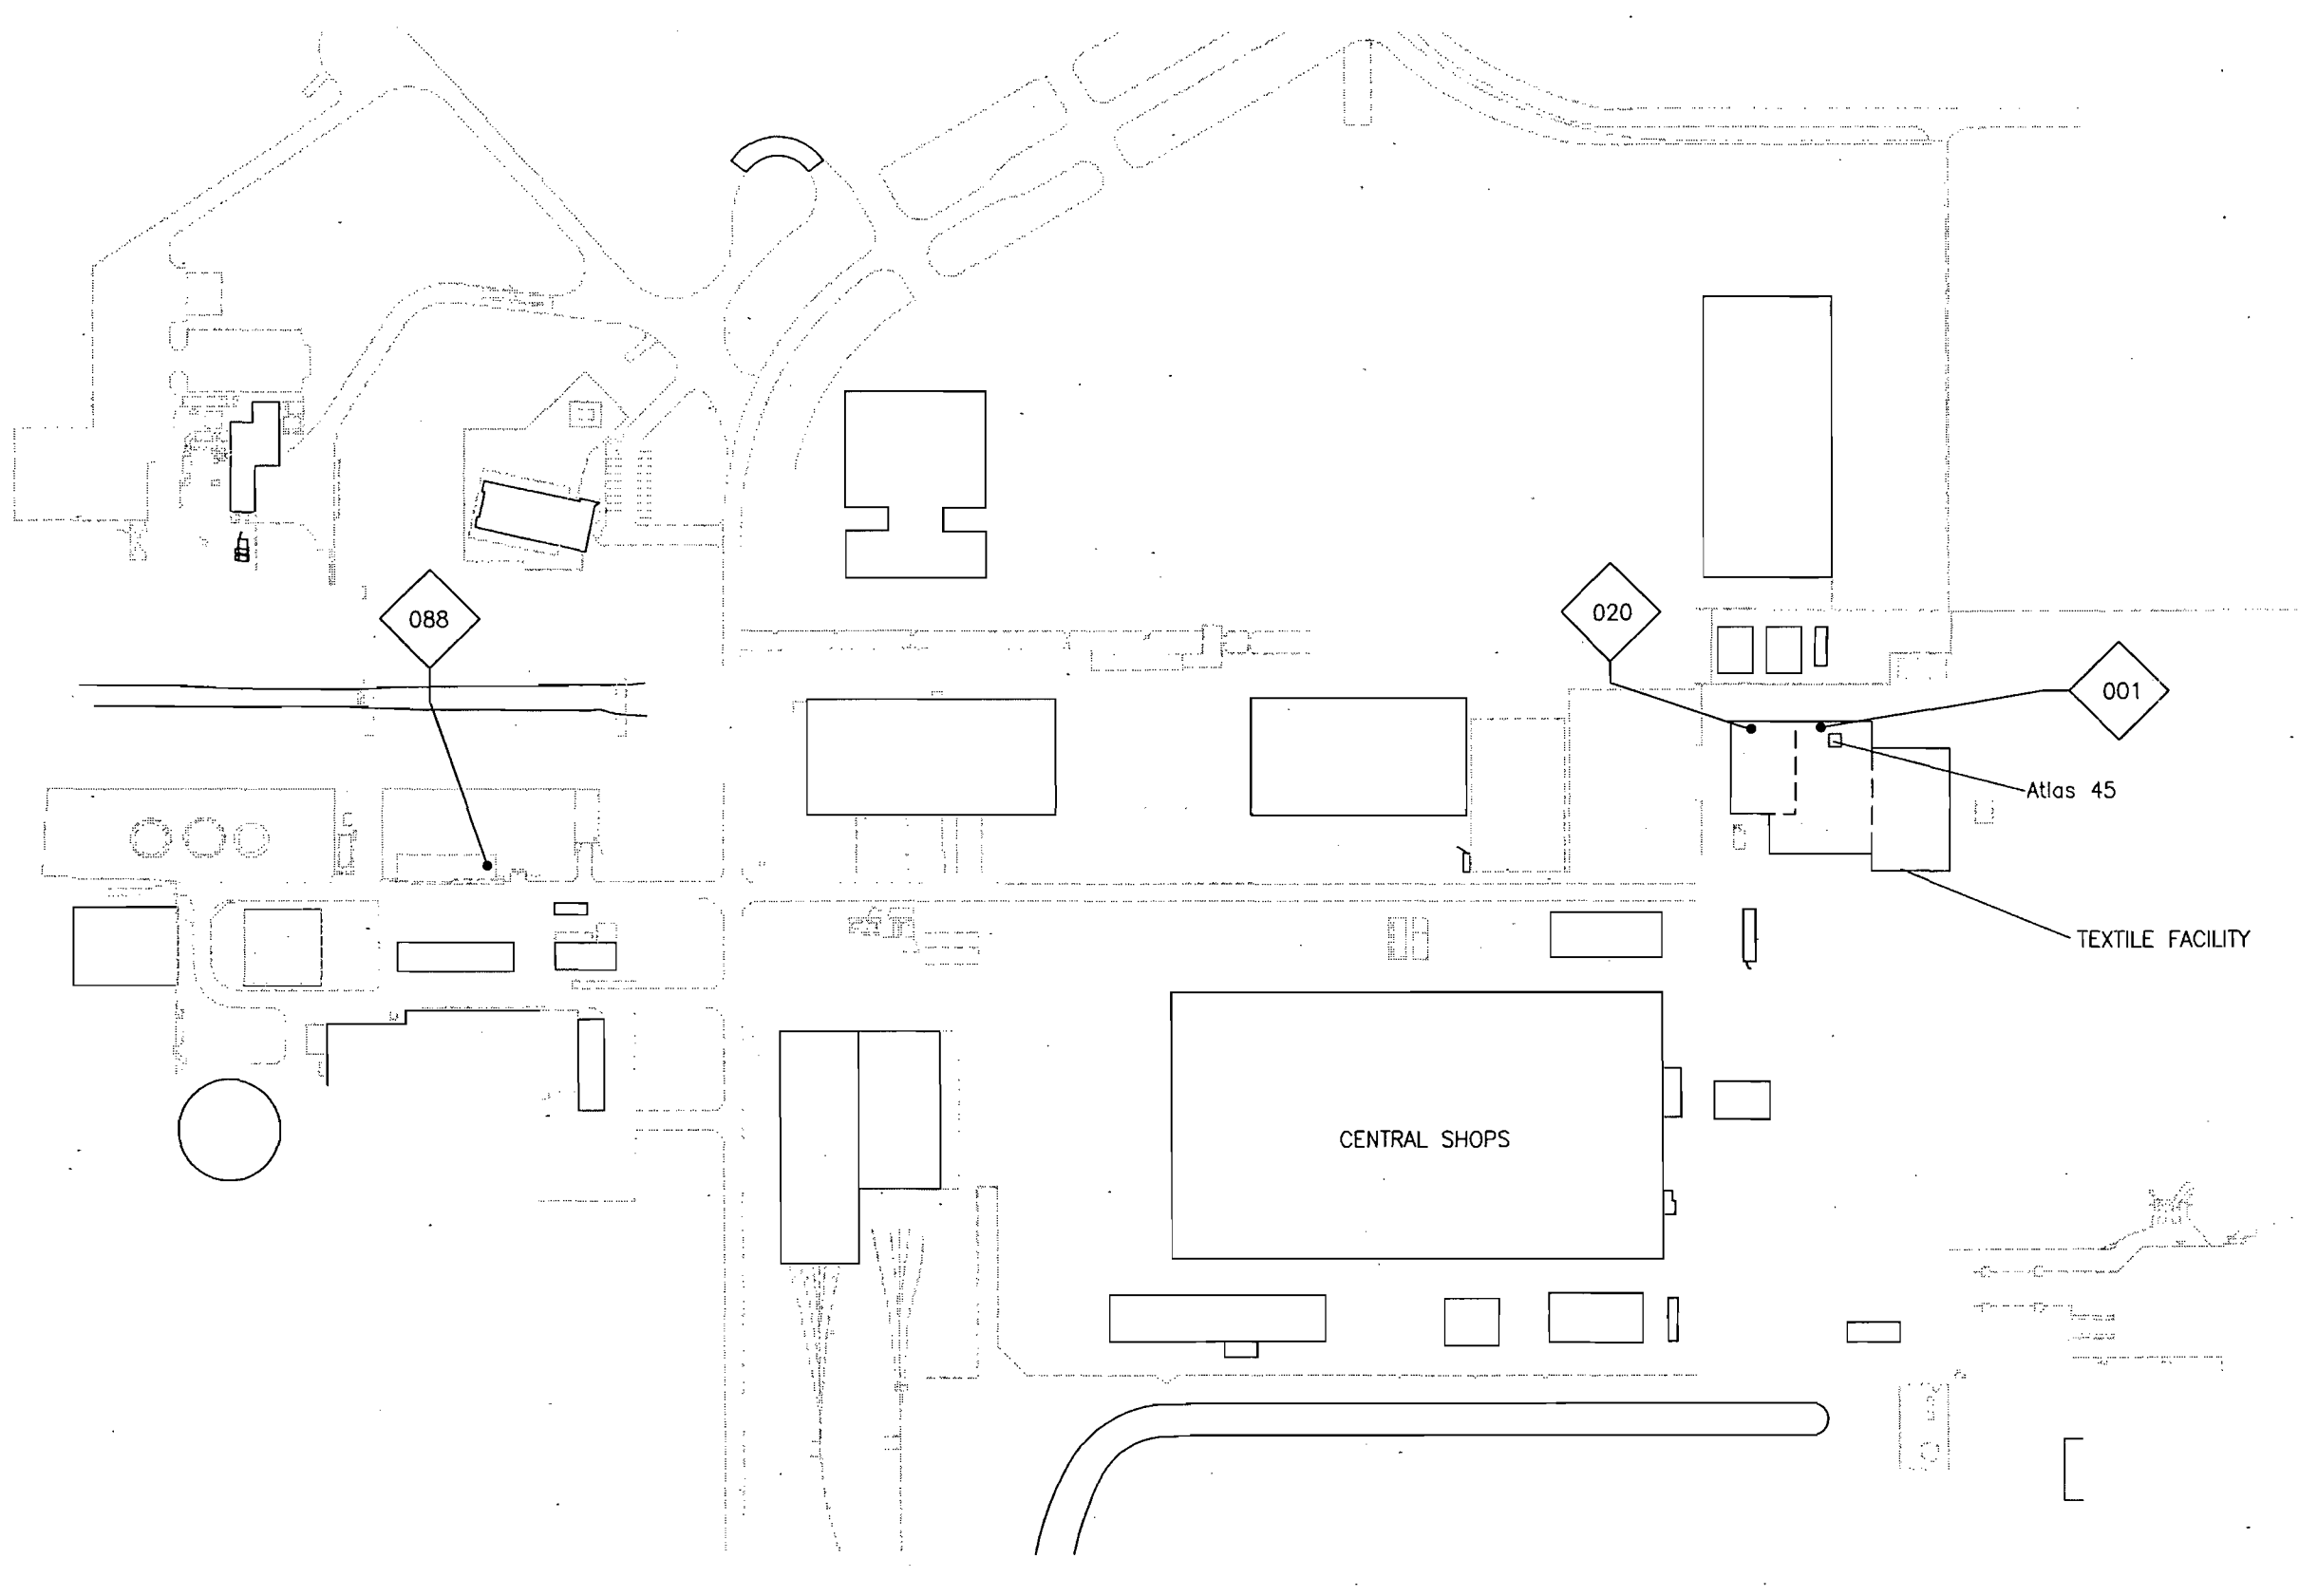 088
020
001
Atlas 45
TEXTILE FACILITY
CENTRAL SHOPS